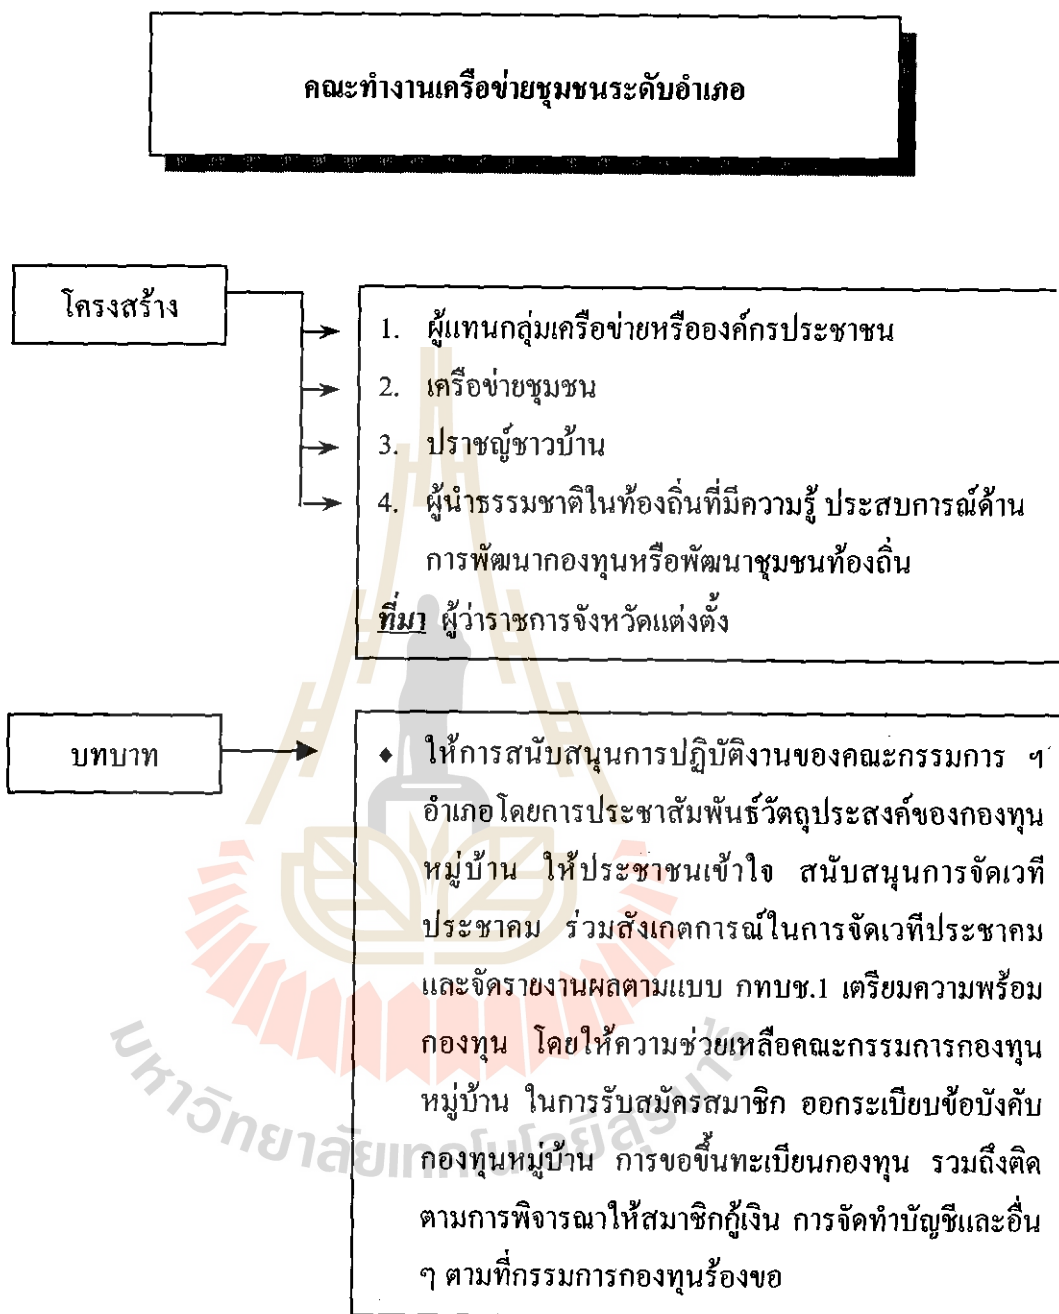 คณะทำงานเครือข่ายชุมชนระดับอำเภอ
โครงสร้าง
1. ผู้แทนกลุ่มเครือข่ายหรือองค์กรประชาชน
2. เครือข่ายชุมชน
3. ปราชญ์ชาวบ้าน
4. ผู้นำธรรมชาติในท้องถิ่นที่มีความรู้ ประสบการณ์ด้าน
การพัฒนากองทุนหรือพัฒนาชุมชนท้องถิ่น
ที่มา ผู้ว่าราชการจังหวัดแต่งตั้ง
บทบาท
♦ ให้การสนับสนุนการปฏิบัติงานของคณะกรรมการ ฯ
อำเภอโดยการประชาสัมพันธ์วัตถุประสงค์ของกองทุน
หมู่บ้าน ให้ประชาชนเข้าใจ สนับสนุนการจัดเวที
ประชาคม ร่วมสังเกตการณ์ในการจัดเวทีประชาคม
และจัดรายงานผลตามแบบ กทบช.1 เตรียมความพร้อม
กองทุน โดยให้ความช่วยเหลือคณะกรรมการกองทุน
หมู่บ้าน ในการรับสมัครสมาชิก ออกระเบียบข้อบังคับ
กองทุนหมู่บ้าน การขอขึ้นทะเบียนกองทุน รวมถึงติด
ตามการพิจารณาให้สมาชิกกู้เงิน การจัดทำบัญชีและอื่น
ๆ ตามที่กรรมการกองทุนร้องขอ
มหาวิทยาลัยเทคโนโลยีสุรนารี